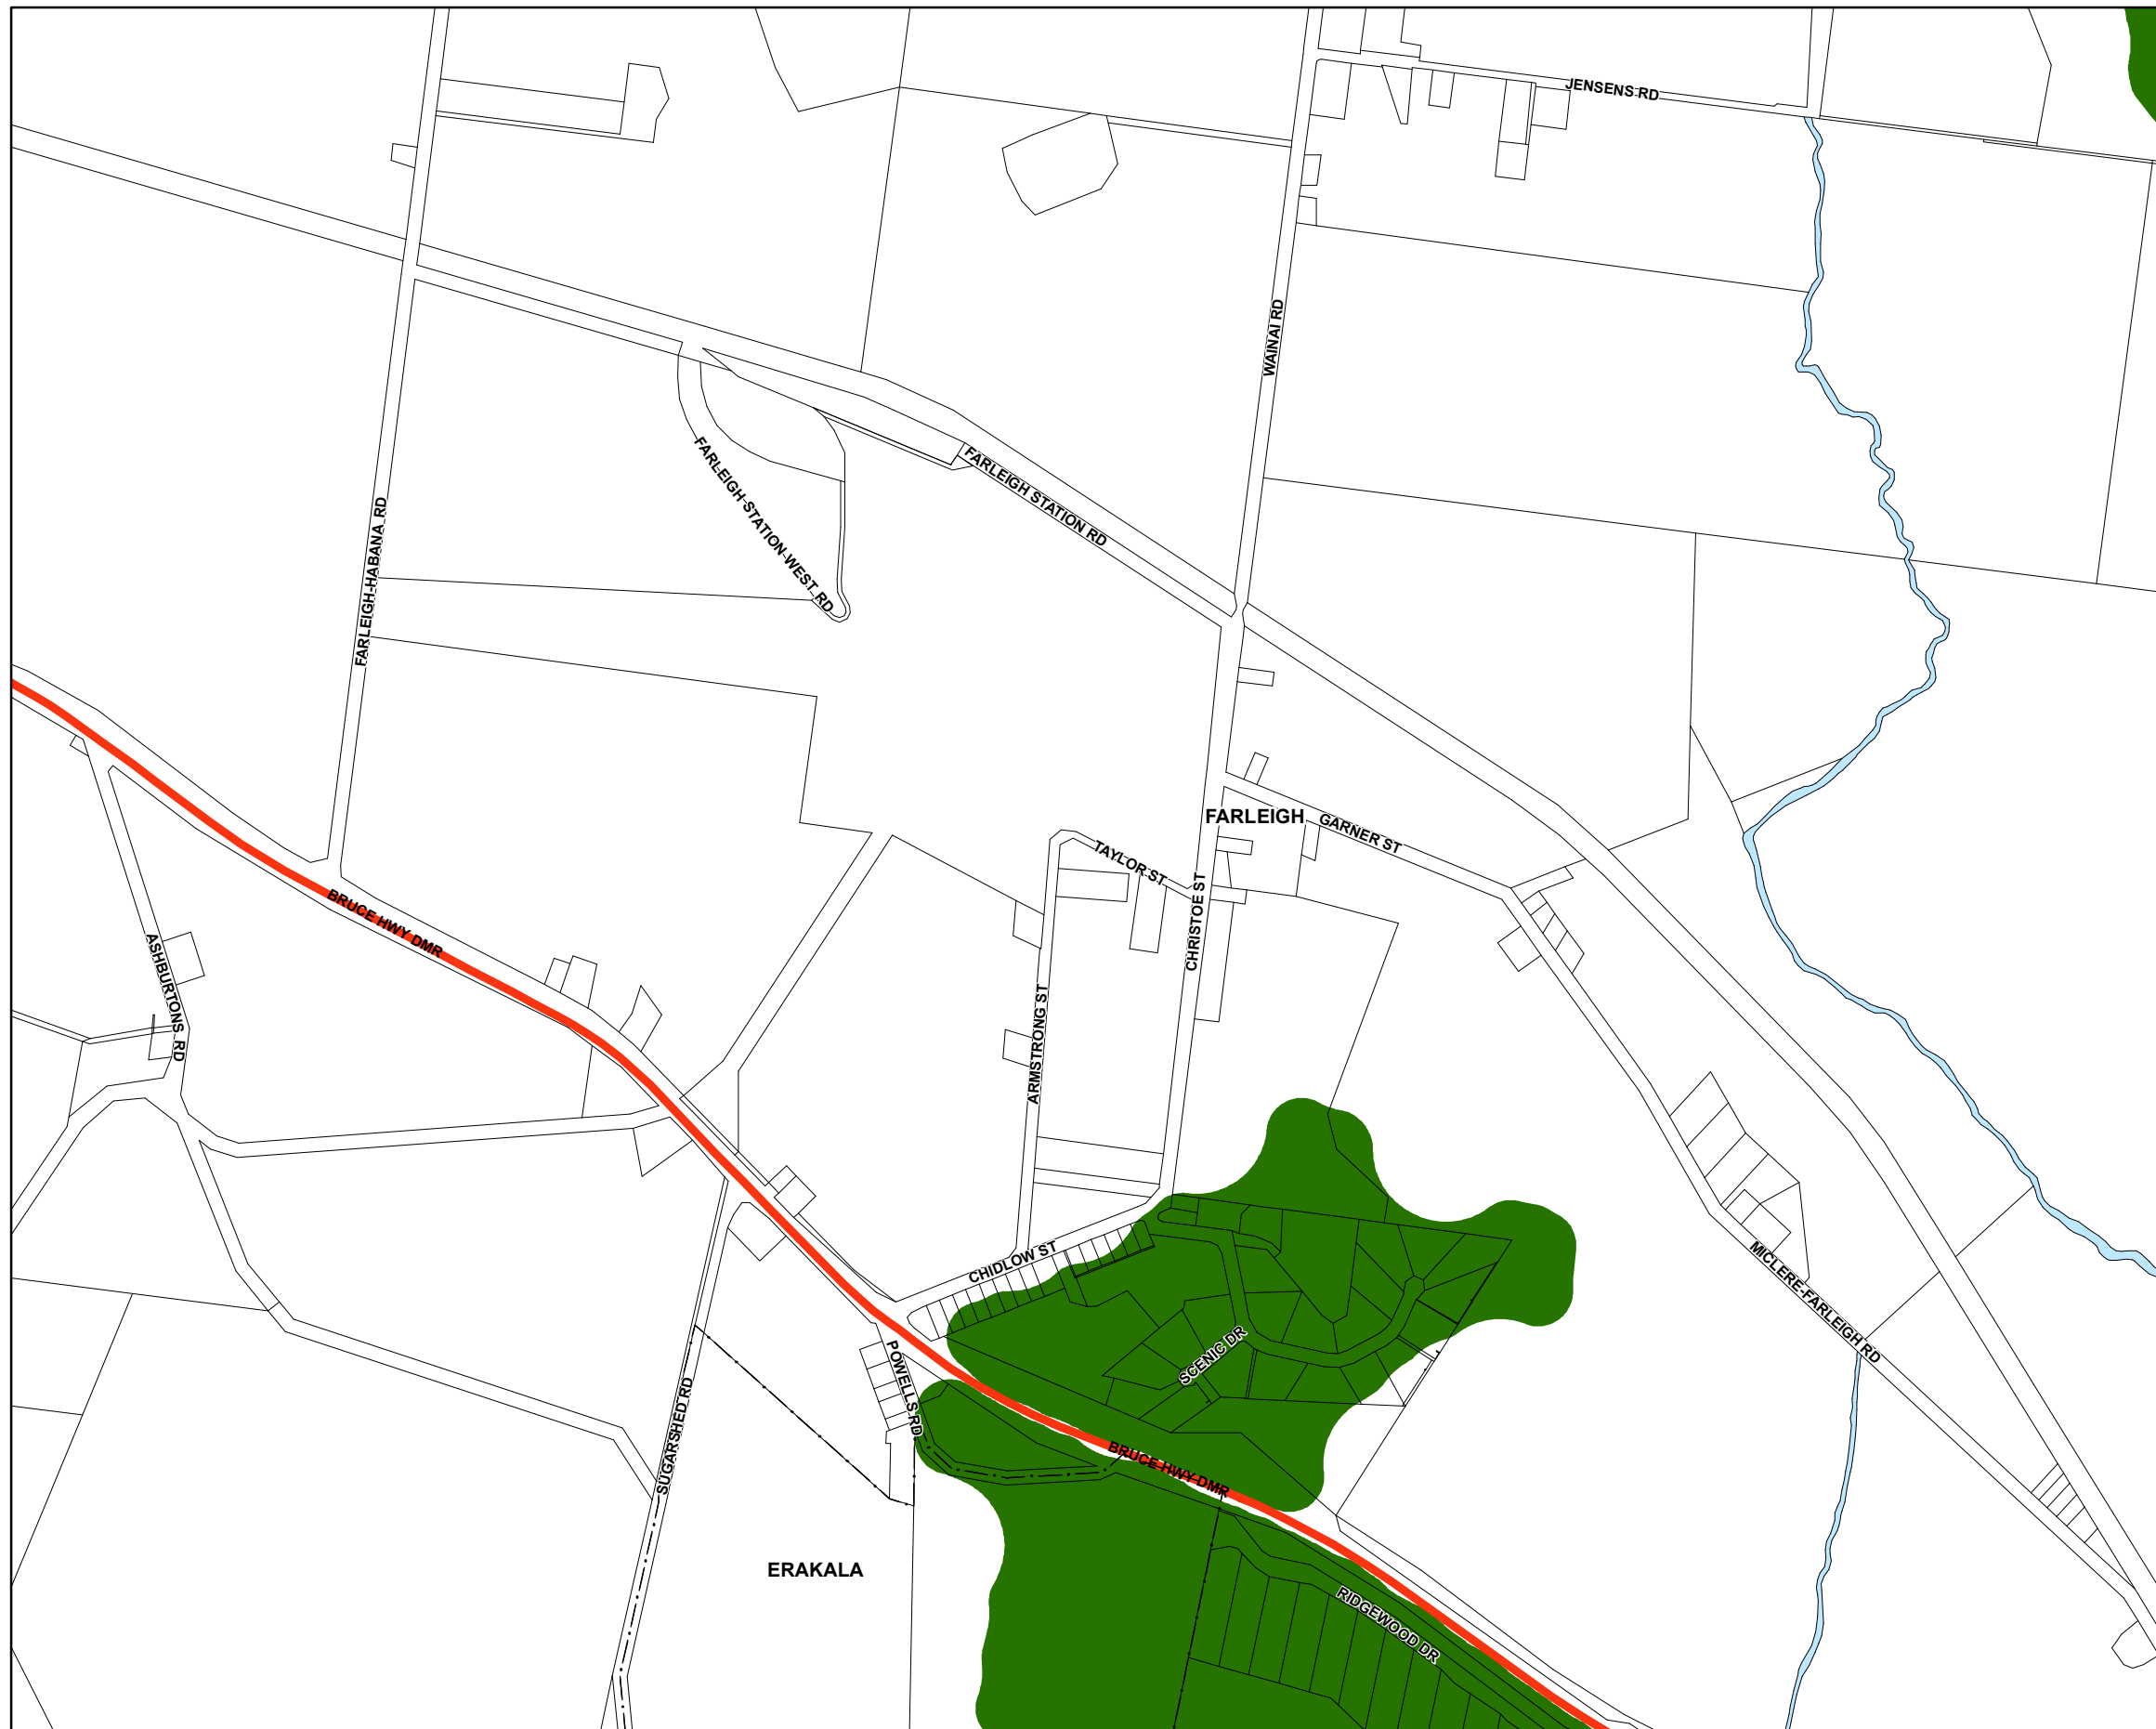 JENSENS RD
WAINAI RD
FARLEIGH STATION RD
FARLEIGH-STATION-WEST RD
FARLEIGH-HABANA RD
FARLEIGH
GARNER ST
TAYLOR ST
CHRISTOE ST
BRUCE HWY DMR
ASHBURTONS RD
ARMSTRONG ST
CHIDLOW ST
MICLERE-FARLEIGH RD
SCENIC DR
POWELLS RD
SUGARSHED RD
BRUCE HWY DMR
ERAKALA
RIDGEWOOD DR